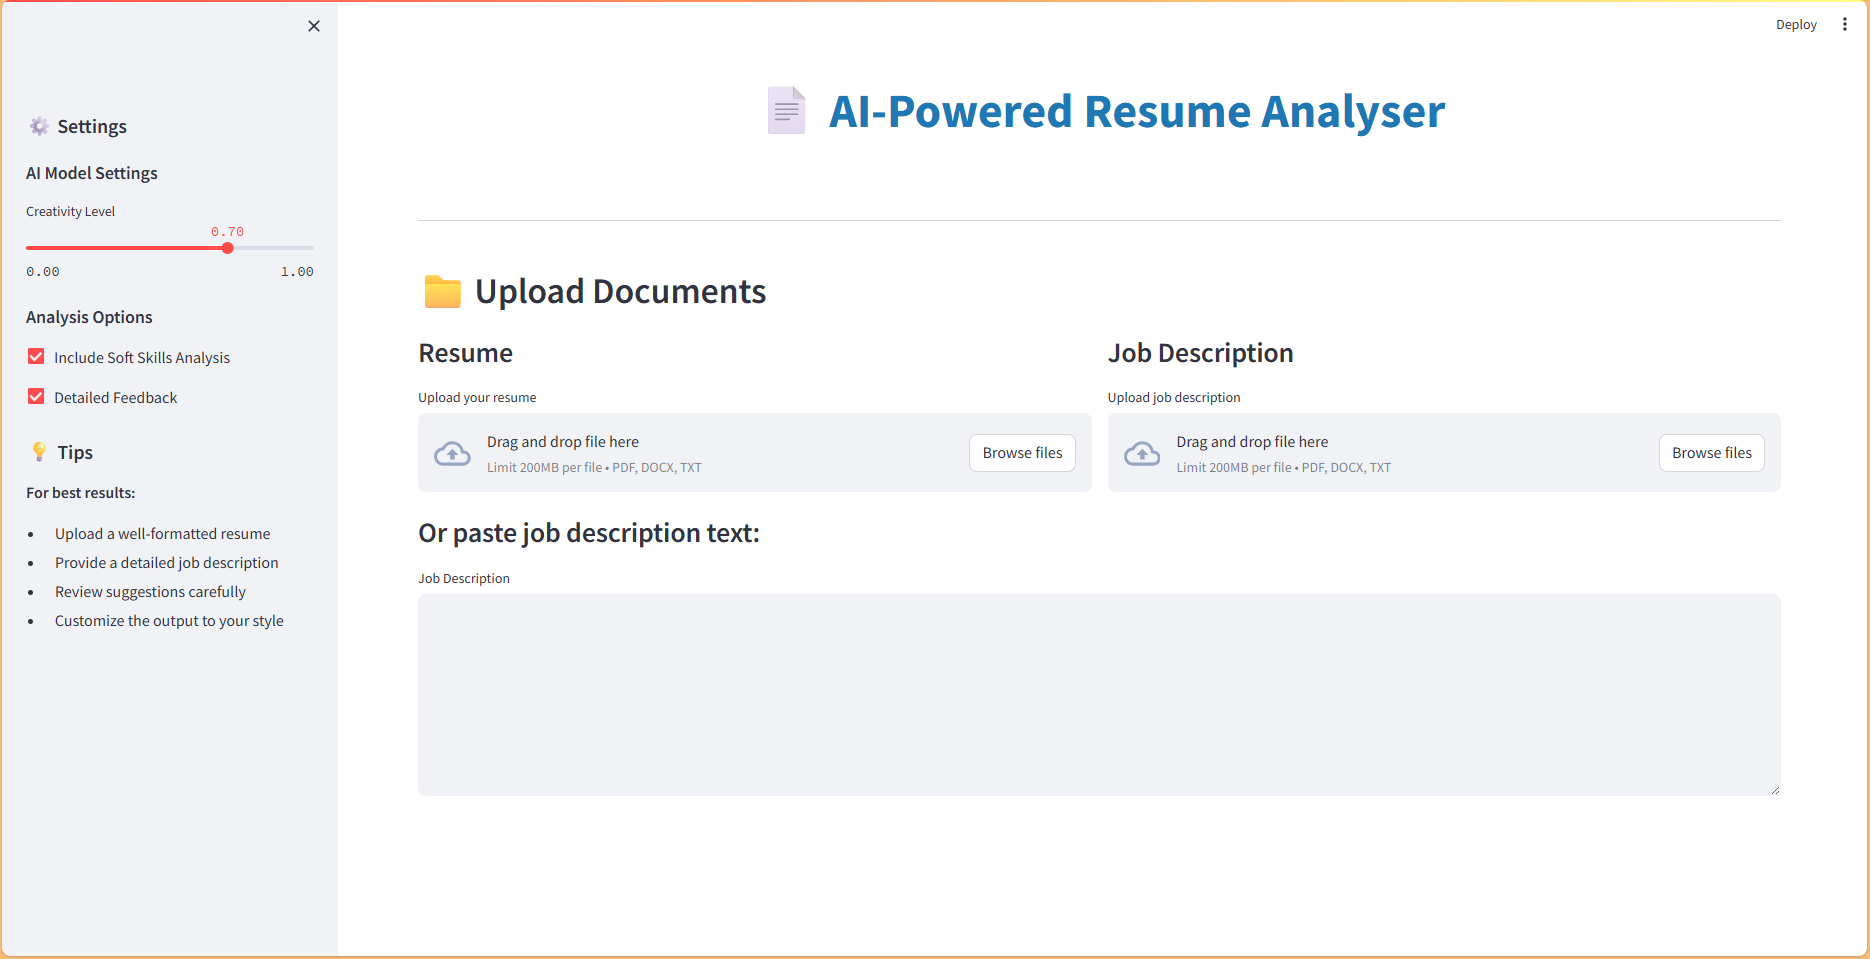 Deploy
Settings
AI Model Settings
Creativity Level
0.70
0.00 1.00
Analysis Options
Include Soft Skills Analysis
Detailed Feedback
Tips
For best results:
• Upload a well-formatted resume
• Provide a detailed job description
• Review suggestions carefully
• Customize the output to your style
AI-Powered Resume Analyser
Upload Documents
Resume
Upload your resume
Drag and drop file here
Limit 200MB per file • PDF, DOCX, TXT
Browse files
Job Description
Upload job description
Drag and drop file here
Limit 200MB per file • PDF, DOCX, TXT
Browse files
Or paste job description text:
Job Description